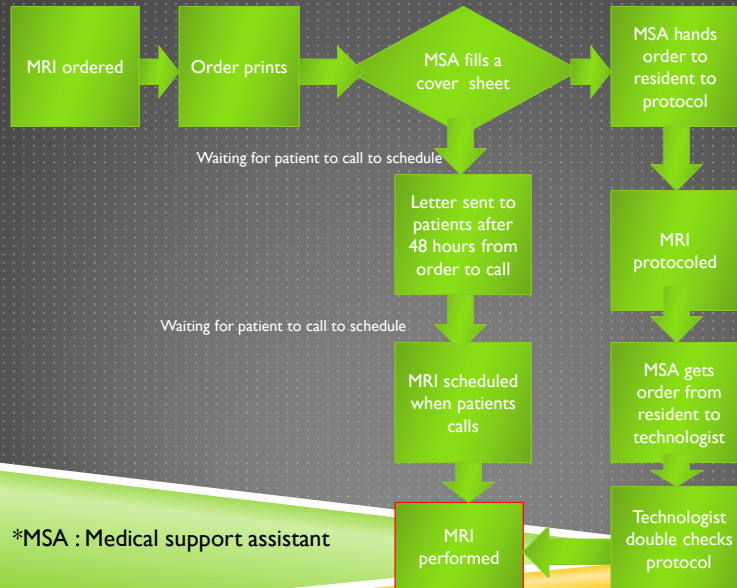 MRI ordered
Order prints
MSA fills a
cover sheet
MSA hands
order to
resident to
protocol
Waiting for patient to call to schedule
Letter sent to
patients after
48 hours from
order to call
MRI
protocoled
Waiting for patient to call to schedule
MRI scheduled
when patients
calls
MSA gets
order from
resident to
technologist
*MSA : Medical support assistant
MRI
performed
Technologist
double checks
protocol